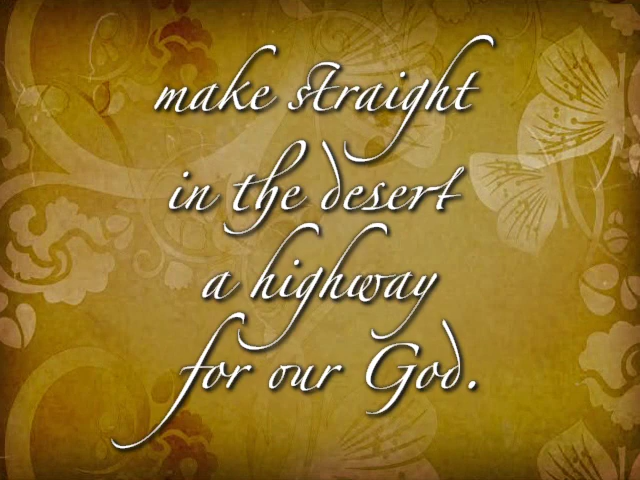 make straight
in the desert
a highway
for our God.